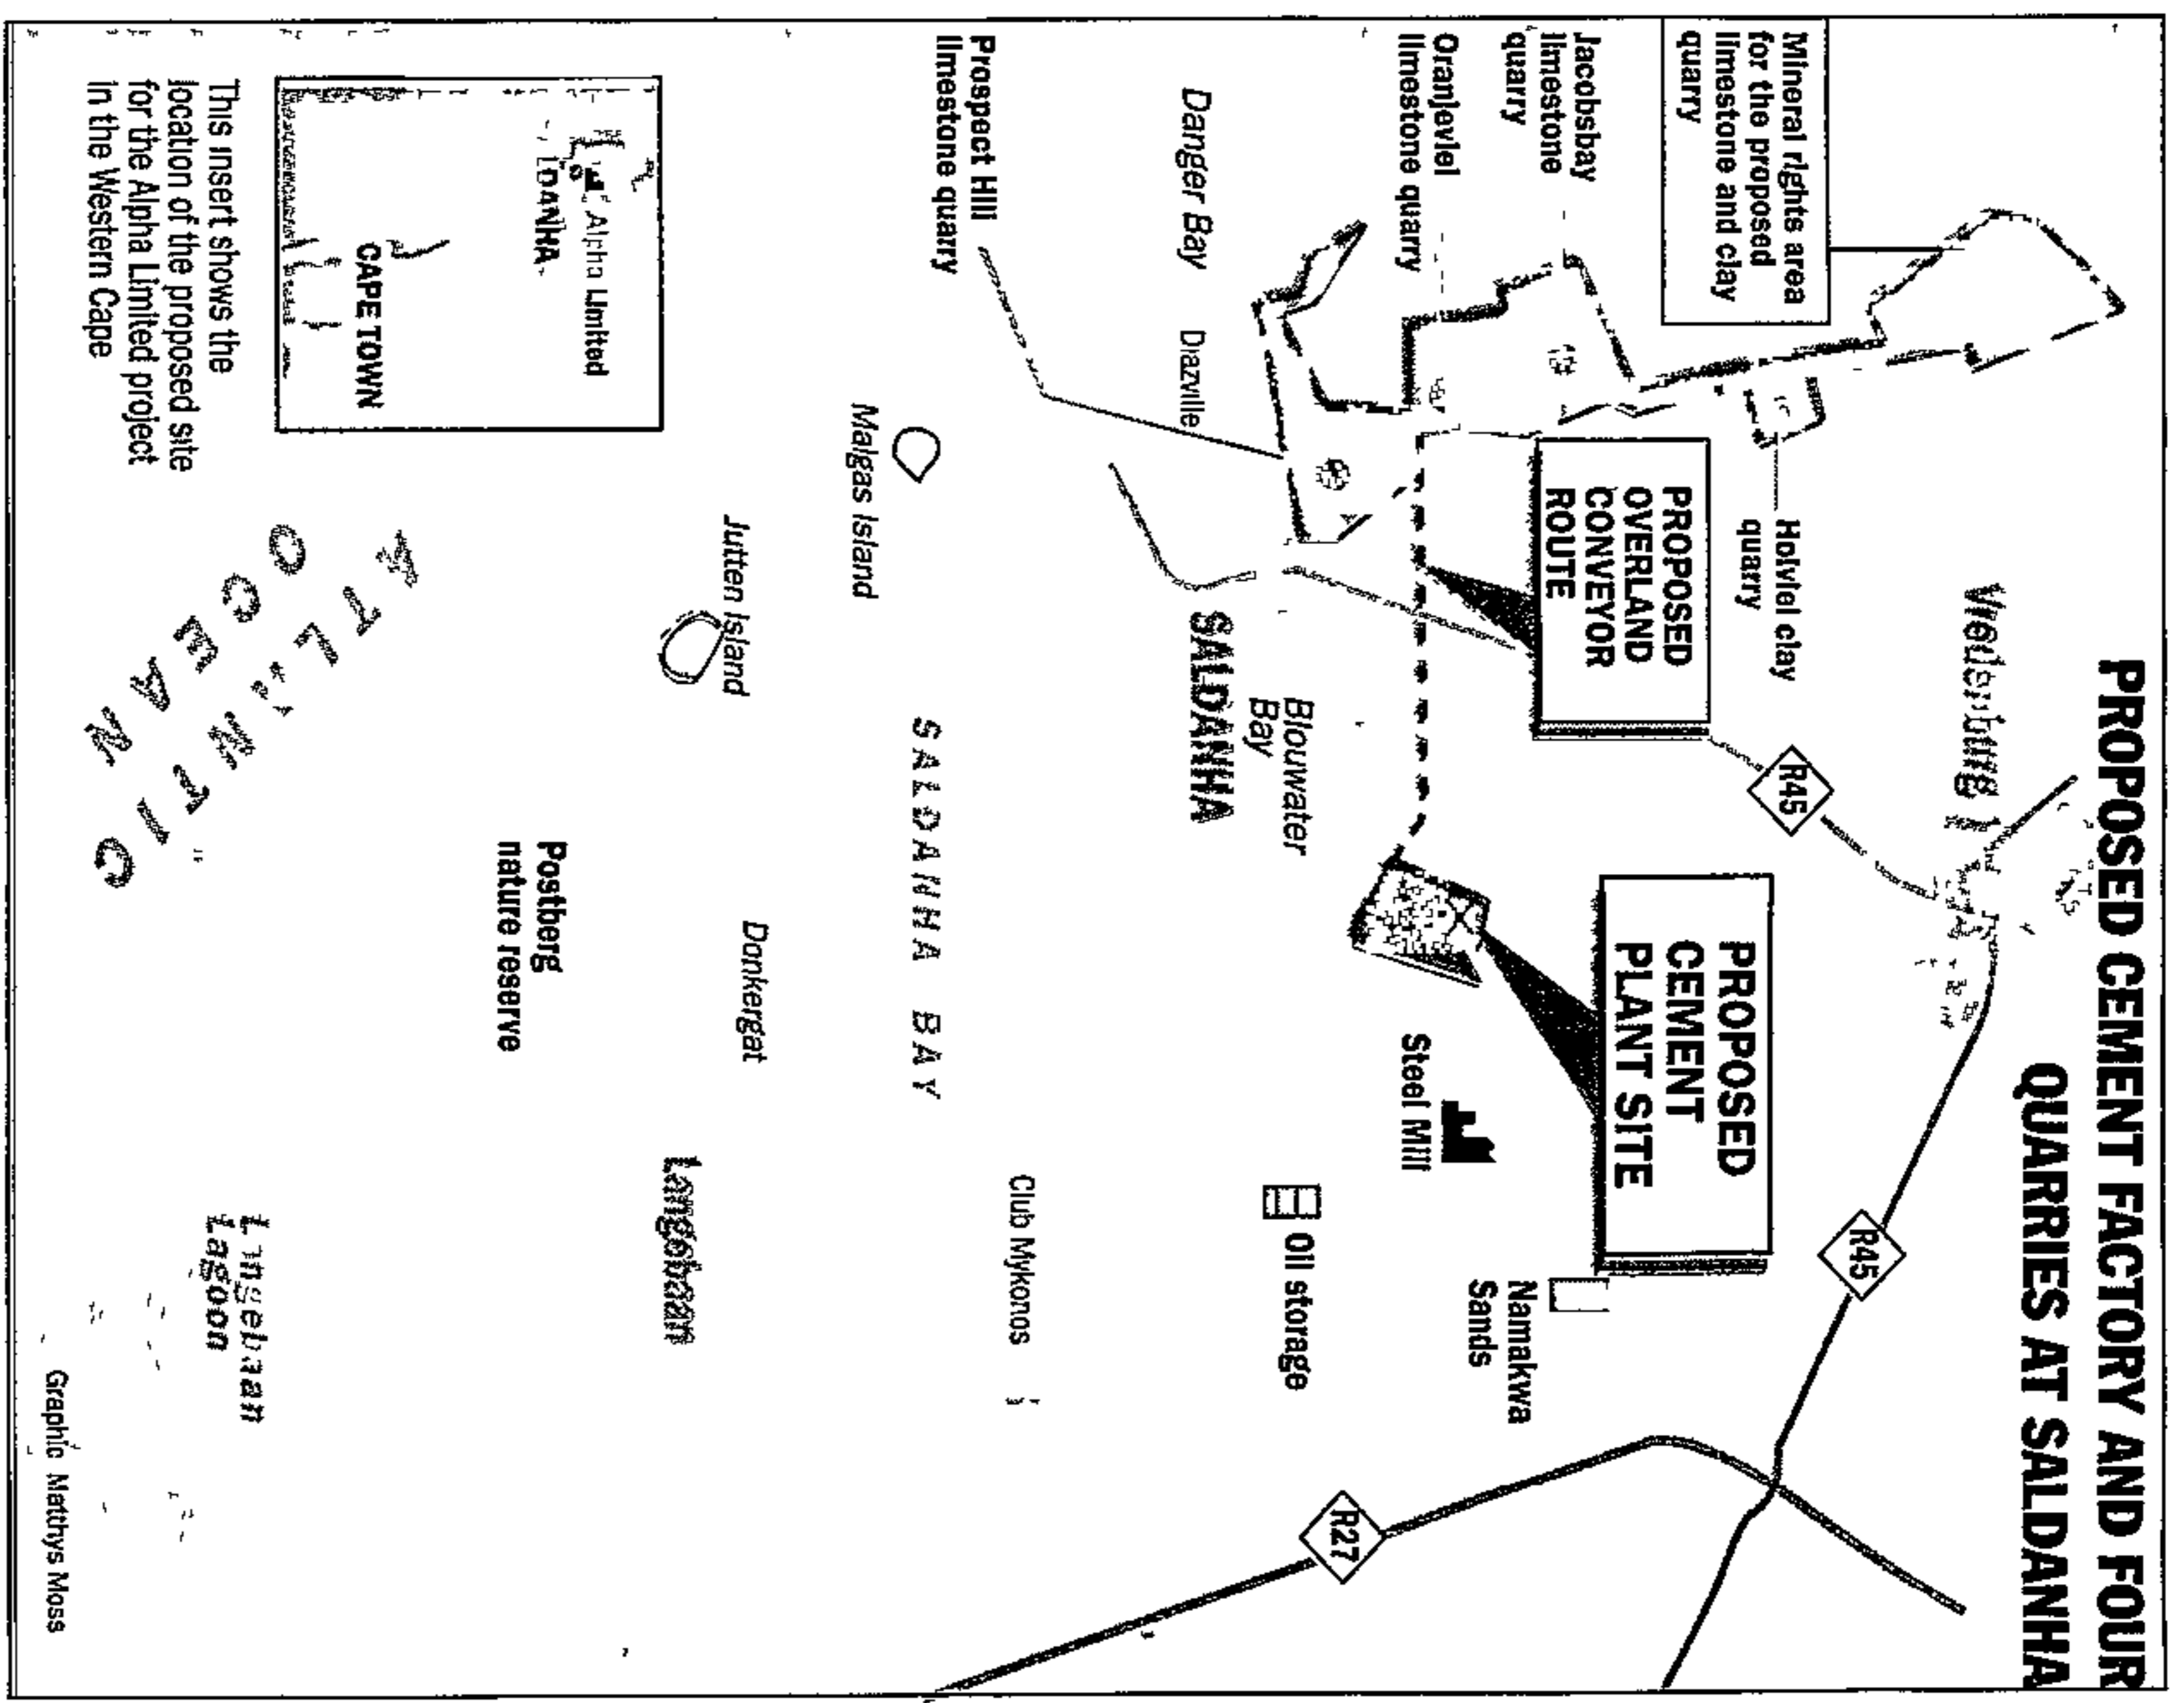 PROPOSED CEMENT FACTORY AND FOUR
QUARRIES AT SALDANHA
Mineral rights area
for the proposed
limestone and clay
quarry
Jacobsbay
limestone
quarry
Oranjevlei
limestone quarry
Danger Bay
Diazville
Prospect Hill
limestone quarry
Holvlei clay
quarry
PROPOSED
OVERLAND
CONVEYOR
ROUTE
R45
PROPOSED
CEMENT
PLANT SITE
R45
Namakwa
Sands
Steel Mill
Oil storage
R27
Blouwater
Bay
SALDANHA
Club Mykonos
SALDANHA BAY
Malgas Island
Jutten Island
Donkergat
Langebaan
Postberg
nature reserve
Lagoon
ATLANTIC
OCEAN
Alpha Limited
CAPE TOWN
This insert shows the
location of the proposed site
for the Alpha Limited project
in the Western Cape
Graphic Matthys Moss